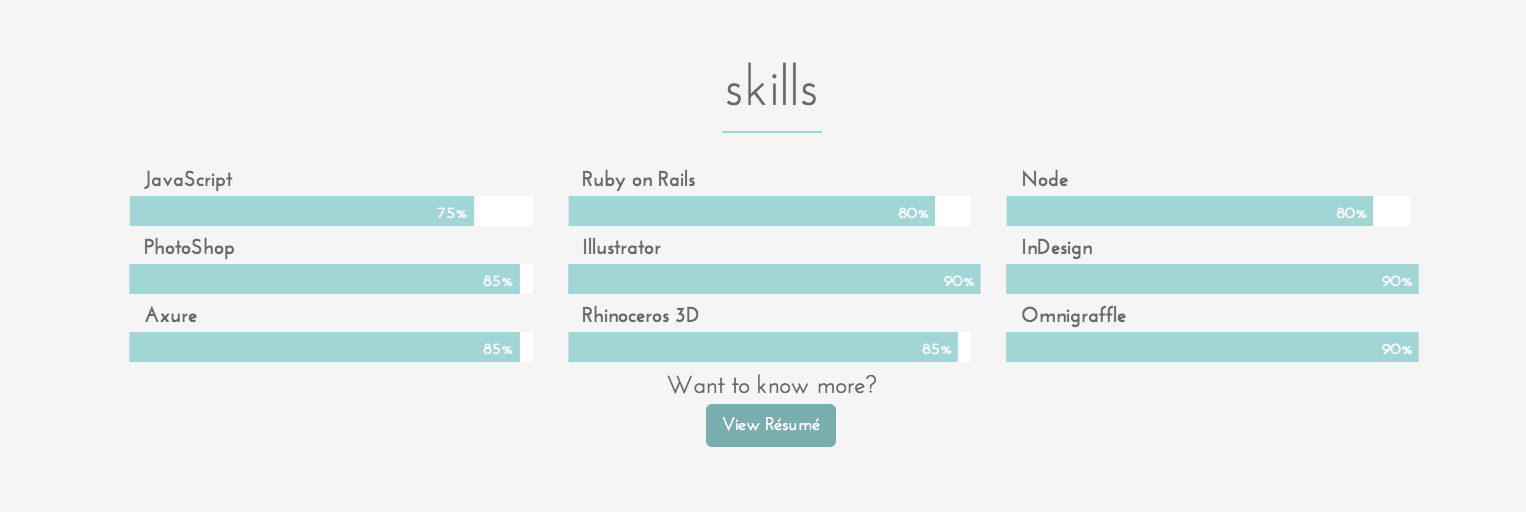 skills
JavaScript Ruby on Rails Node
75% 80% 80%
PhotoShop Illustrator InDesign
85% 90% 90%
Axure Rhinoceros 3D Omnigraffle
85% 85% 90%
Want to know more?
View Résumé